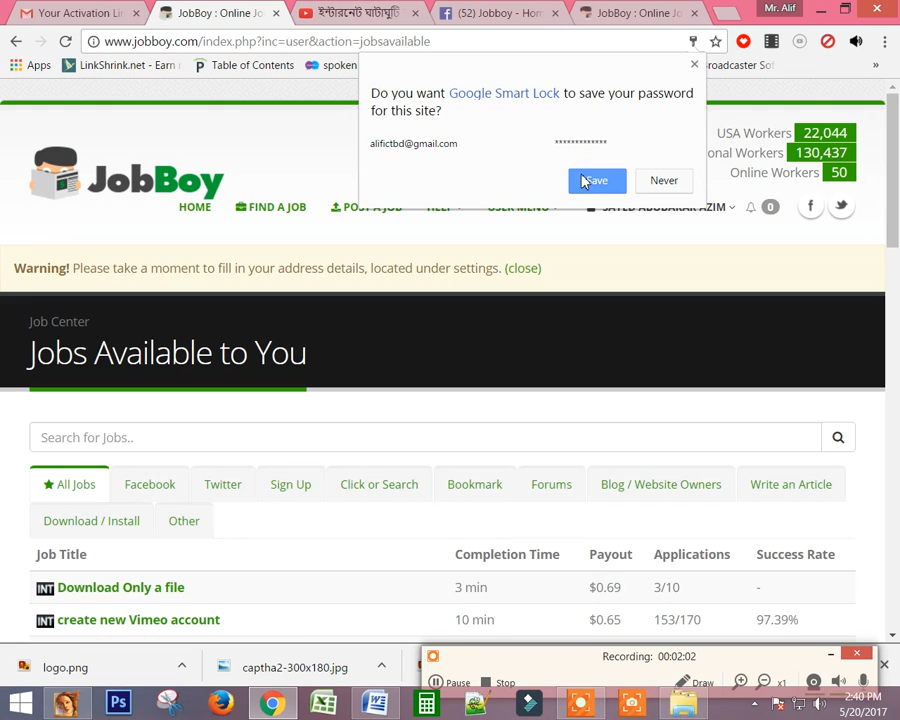 Mr. Alif
Your Activation Lin
JobBoy : Online Jo
ইন্টারনেট ঘাটাঘুটি
(52) Jobboy - Hom
JobBoy : Online Jo
www.jobboy.com/index.php?inc=user&action=jobsavailable
Apps
LinkShrink.net - Earn
Table of Contents
spoken
roadcaster Sof
»
Do you want Google Smart Lock to save your password
for this site?
alifictbd@gmail.com
*************
Save
Never
JobBoy
USA Workers 22,044
onal Workers 130,437
Online Workers 50
HOME
FIND A JOB
POST A JOB
HELP
USER MENU
SAYED ABUBAKAR AZIM
0
Warning! Please take a moment to fill in your address details, located under settings. (close)
Job Center
Jobs Available to You
Search for Jobs..
All Jobs
Facebook
Twitter
Sign Up
Click or Search
Bookmark
Forums
Blog / Website Owners
Write an Article
Download / Install
Other
Job Title
Completion Time
Payout
Applications
Success Rate
INT Download Only a file
3 min
$0.69
3/10
-
INT create new Vimeo account
10 min
$0.65
153/170
97.39%
logo.png
captha2-300x180.jpg
Recording: 00:02:02
Pause
Stop
Draw
x1
Ps
2:40 PM
5/20/2017